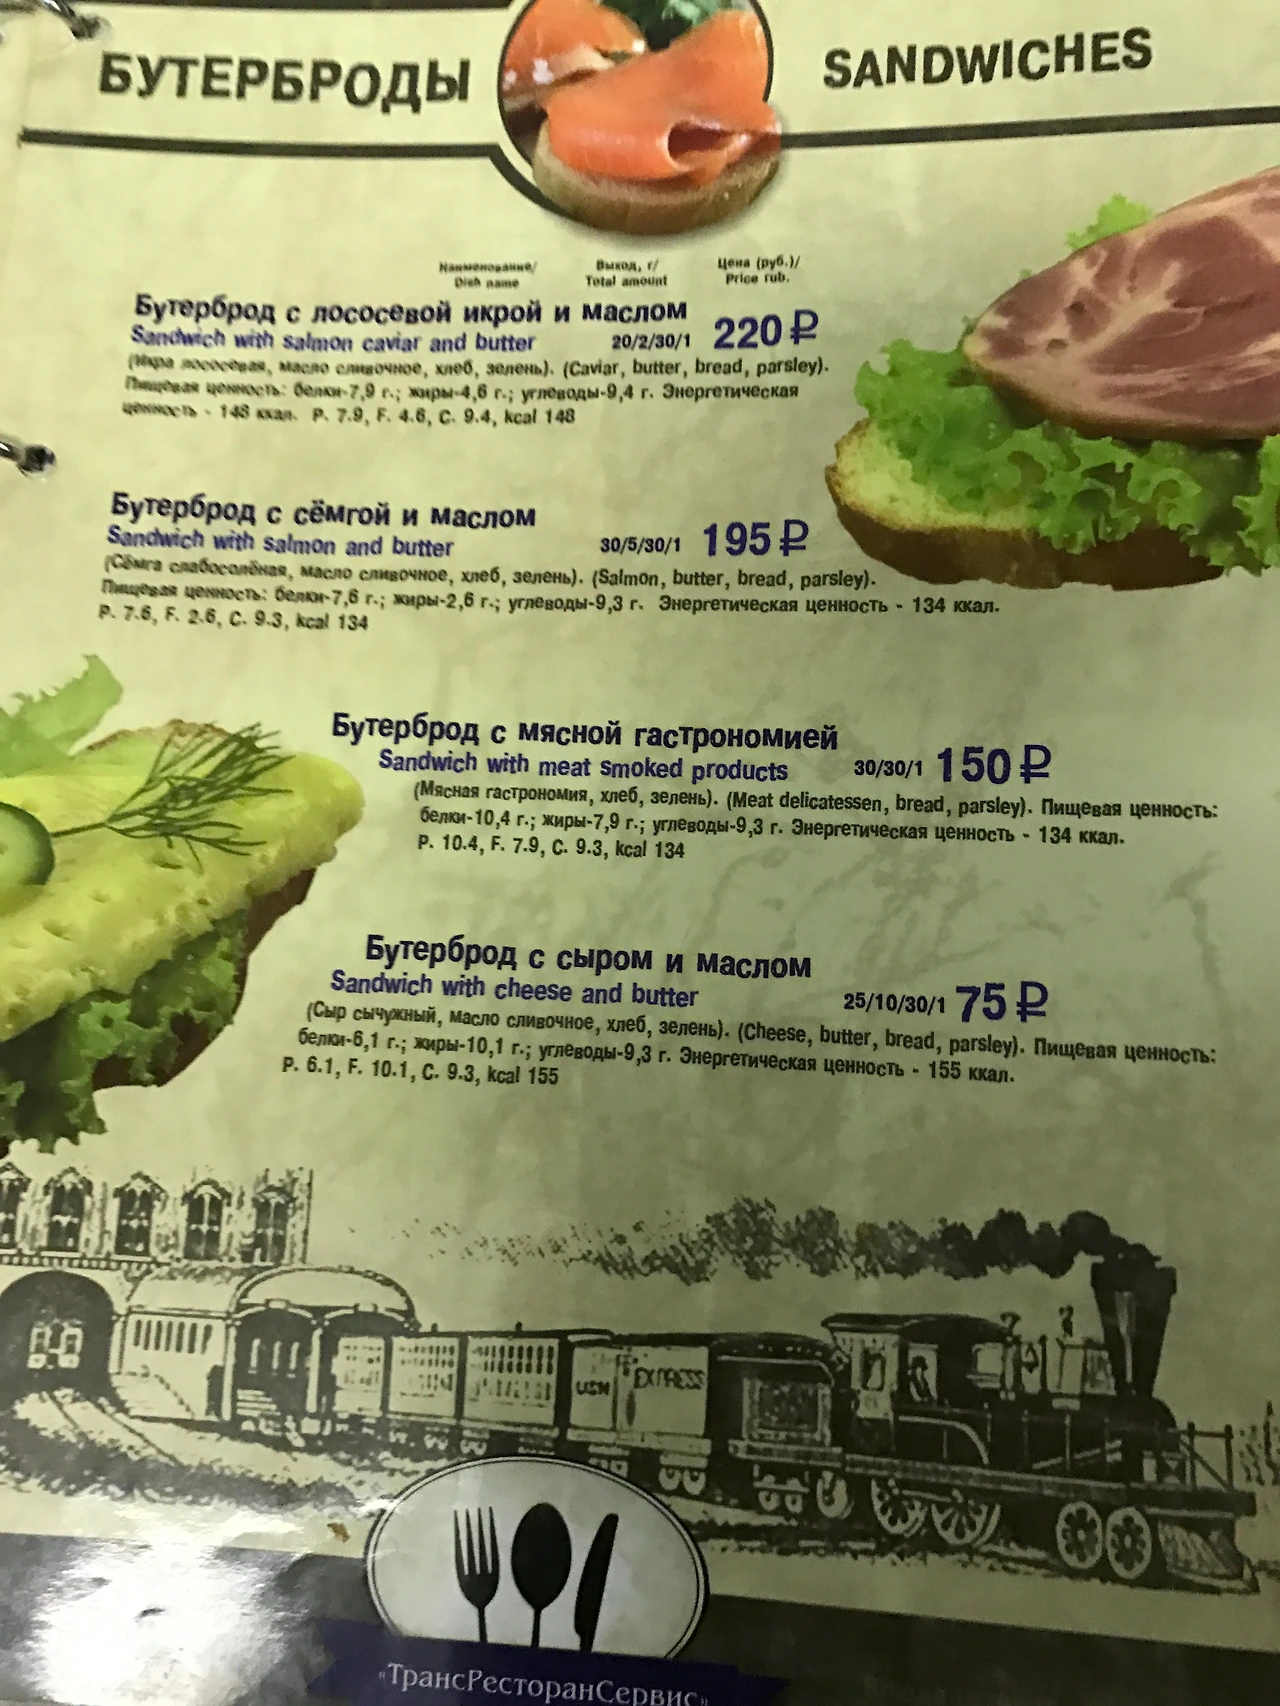 БУТЕРБРОДЫ
SANDWICHES
Наименование/ Выход, г/ Цена (руб.)/
Dish name Total amount Price rub.
Бутерброд с лососевой икрой и маслом
Sandwich with salmon caviar and butter 20/2/30/1 220 ₽
(Икра лососевая, масло сливочное, хлеб, зелень). (Caviar, butter, bread, parsley).
Пищевая ценность: белки-7,9 г.; жиры-4,6 г.; углеводы-9,4 г. Энергетическая
ценность - 148 ккал. P. 7.9, F. 4.6, C. 9.4, kcal 148
Бутерброд с сёмгой и маслом
Sandwich with salmon and butter 30/5/30/1 195 ₽
(Сёмга слабосолёная, масло сливочное, хлеб, зелень). (Salmon, butter, bread, parsley).
Пищевая ценность: белки-7,6 г.; жиры-2,6 г.; углеводы-9,3 г. Энергетическая ценность - 134 ккал.
P. 7.6, F. 2.6, C. 9.3, kcal 134
Бутерброд с мясной гастрономией
Sandwich with meat smoked products 30/30/1 150 ₽
(Мясная гастрономия, хлеб, зелень). (Meat delicatessen, bread, parsley). Пищевая ценность:
белки-10,4 г.; жиры-7,9 г.; углеводы-9,3 г. Энергетическая ценность - 134 ккал.
P. 10.4, F. 7.9, C. 9.3, kcal 134
Бутерброд с сыром и маслом
Sandwich with cheese and butter 25/10/30/1 75 ₽
(Сыр сычужный, масло сливочное, хлеб, зелень). (Cheese, butter, bread, parsley). Пищевая ценность:
белки-6,1 г.; жиры-10,1 г.; углеводы-9,3 г. Энергетическая ценность - 155 ккал.
P. 6.1, F. 10.1, C. 9.3, kcal 155
EXPRESS
«ТрансРесторанСервис»